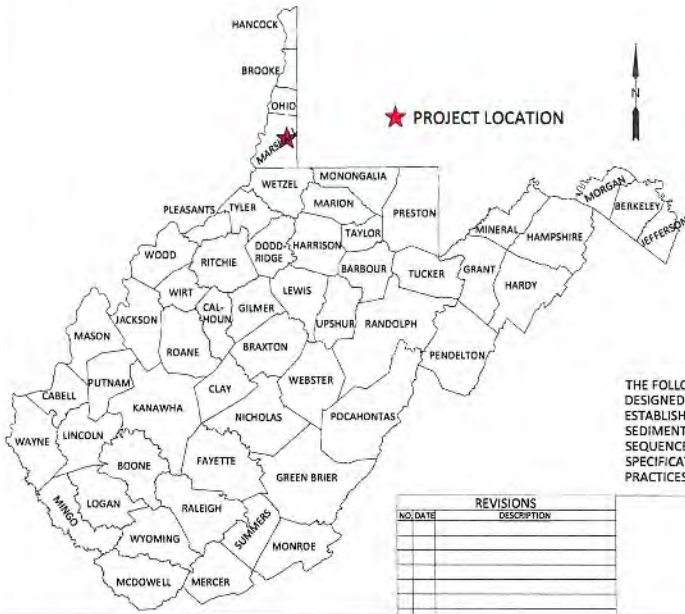 HANCOCK
BROOKE
OHIO
MARSHALL
N
PROJECT LOCATION
WETZEL
MONONGALIA
MARION
PRESTON
PLEASANTS
TYLER
TAYLOR
WOOD
RITCHIE
DODD-
RIDGE
HARRISON
BARBOUR
TUCKER
MINERAL
HAMPSHIRE
MORGAN
BERKELEY
JEFFERSON
GRANT
HARDY
WIRT
LEWIS
JACKSON
CAL-
HOUN
GILMER
UPSHUR
RANDOLPH
MASON
ROANE
BRAXTON
PENDELTON
CABELL
PUTNAM
CLAY
WEBSTER
KANAWHA
NICHOLAS
POCAHONTAS
WAYNE
LINCOLN
BOONE
FAYETTE
GREEN BRIER
MINGO
LOGAN
RALEIGH
SUMMERS
WYOMING
MONROE
MCDOWELL
MERCER
THE FOLLO
DESIGNED
ESTABLISH
SEDIMENT
SEQUENCE
SPECIFICAT
PRACTICES
REVISIONS
NO. DATE DESCRIPTION